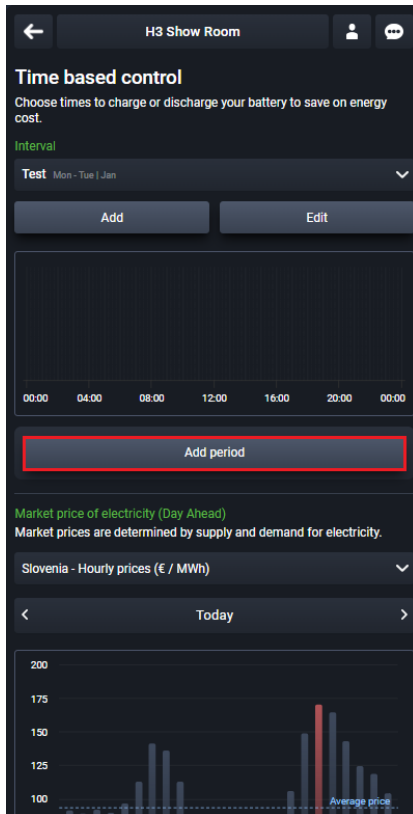 H3 Show Room
Time based control
Choose times to charge or discharge your battery to save on energy
cost.
Interval
Test Mon - Tue | Jan
Add Edit
00:00 04:00 08:00 12:00 16:00 20:00 00:00
Add period
Market price of electricity (Day Ahead)
Market prices are determined by supply and demand for electricity.
Slovenia - Hourly prices (€ / MWh)
Today
200
175
150
125
100
Average price